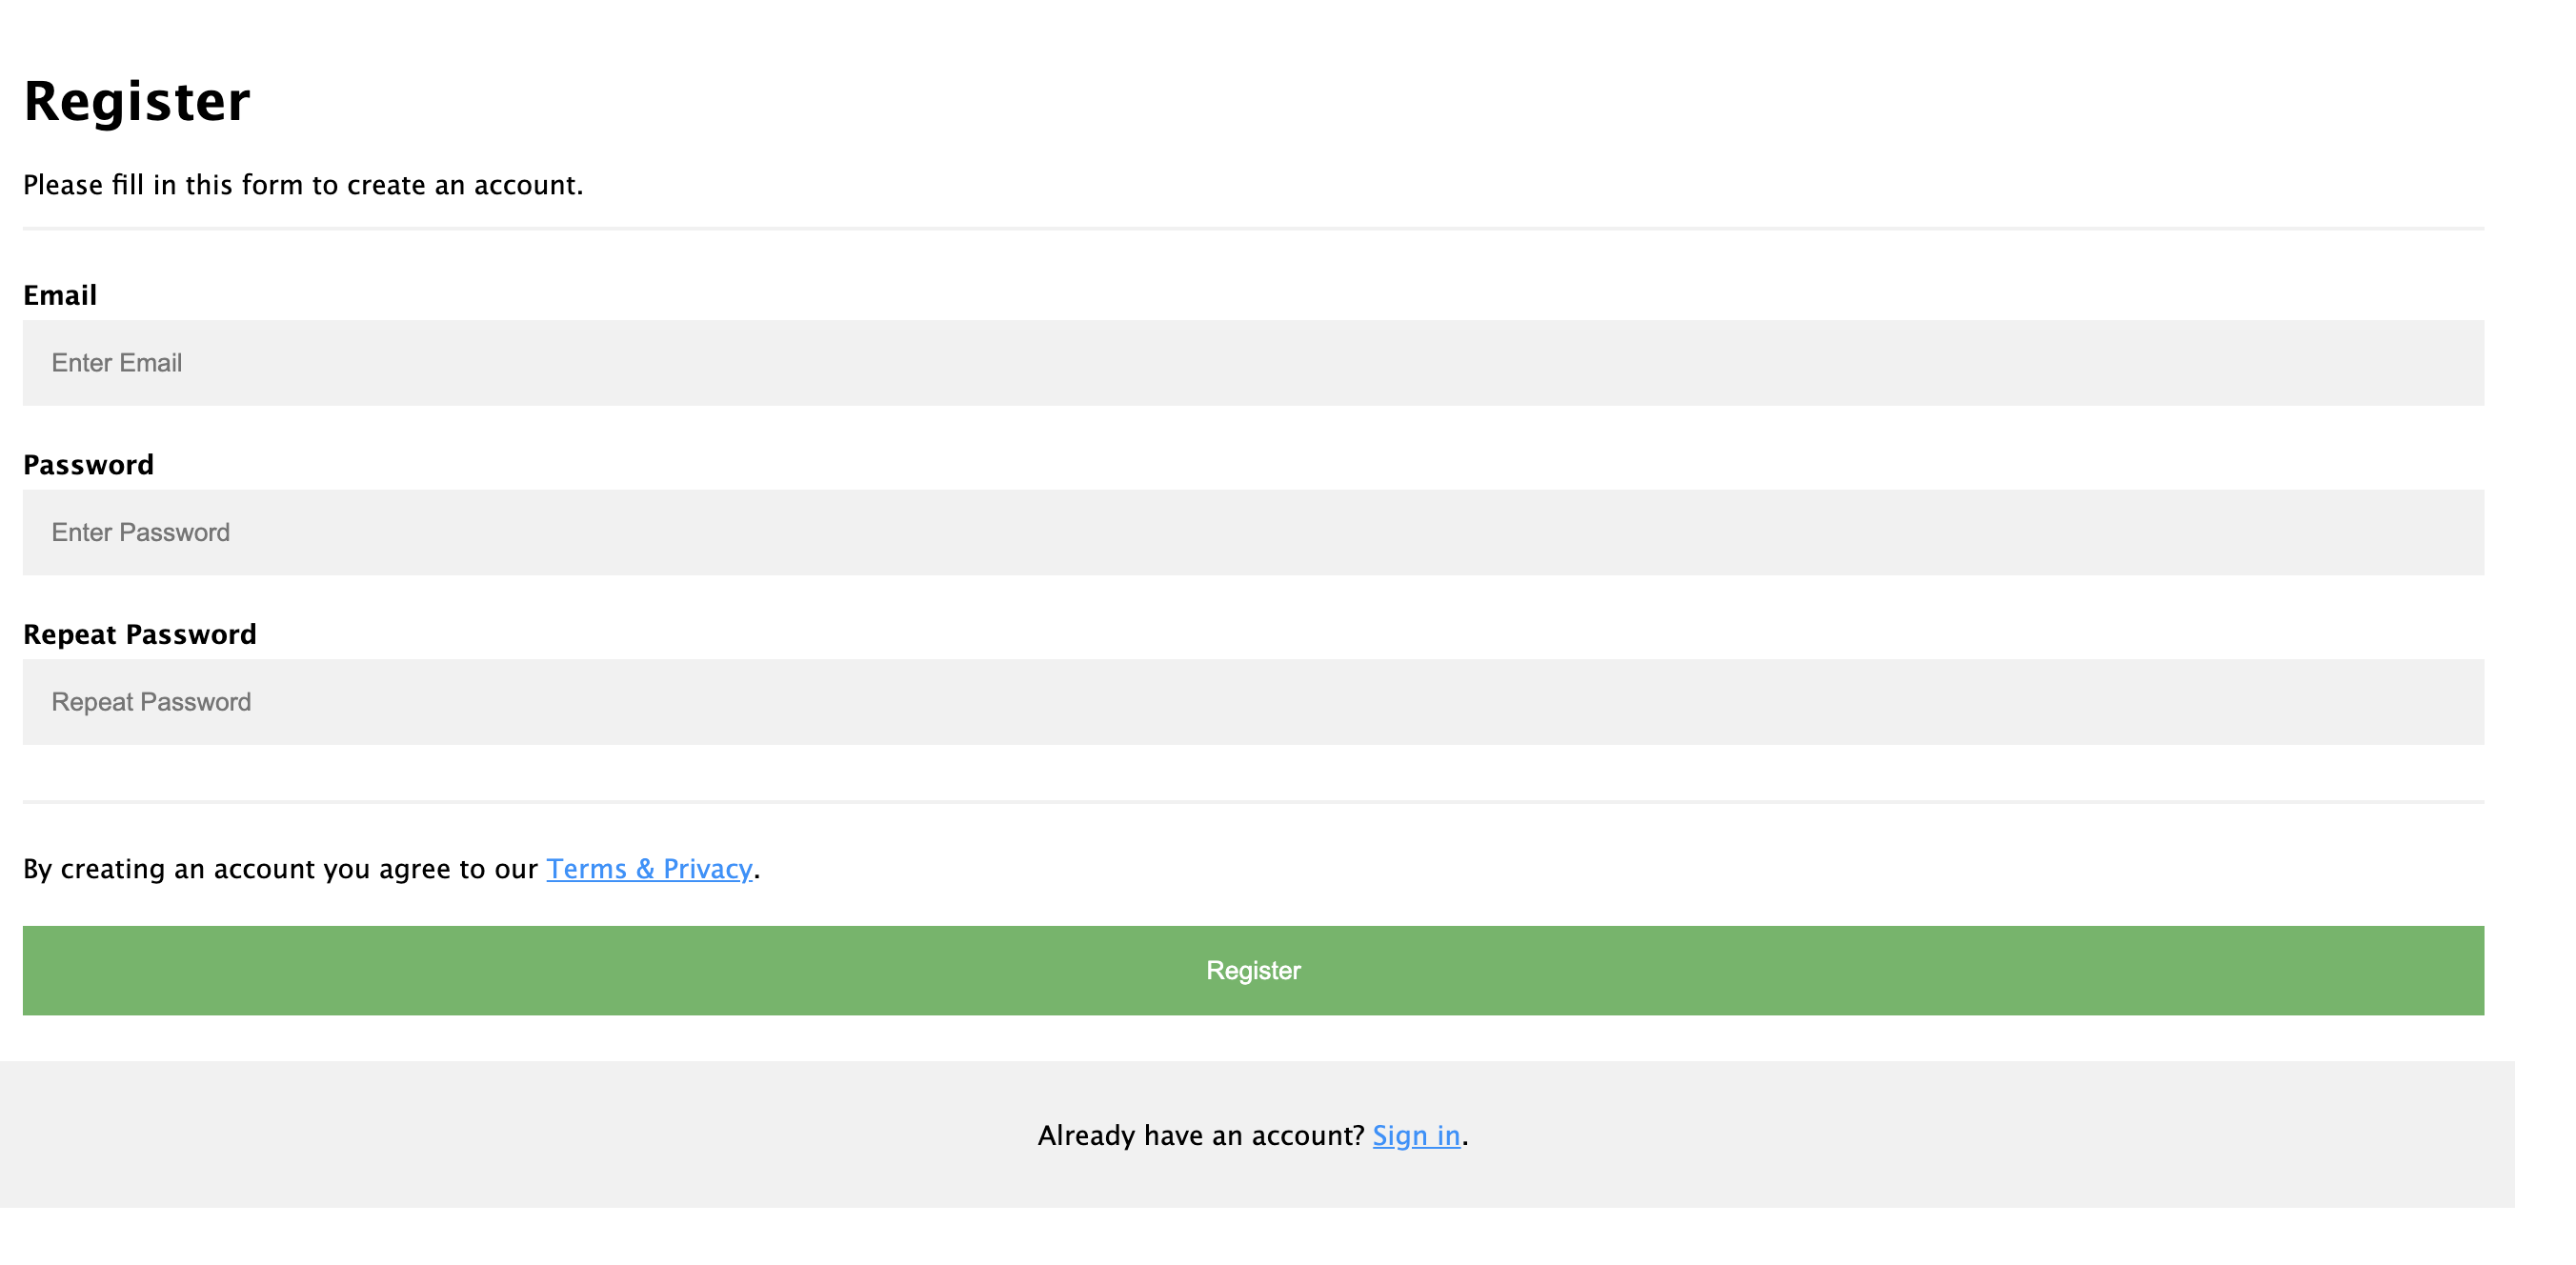 Register
Please fill in this form to create an account.
Email
Enter Email
Password
Enter Password
Repeat Password
Repeat Password
By creating an account you agree to our Terms & Privacy.
Register
Already have an account? Sign in.